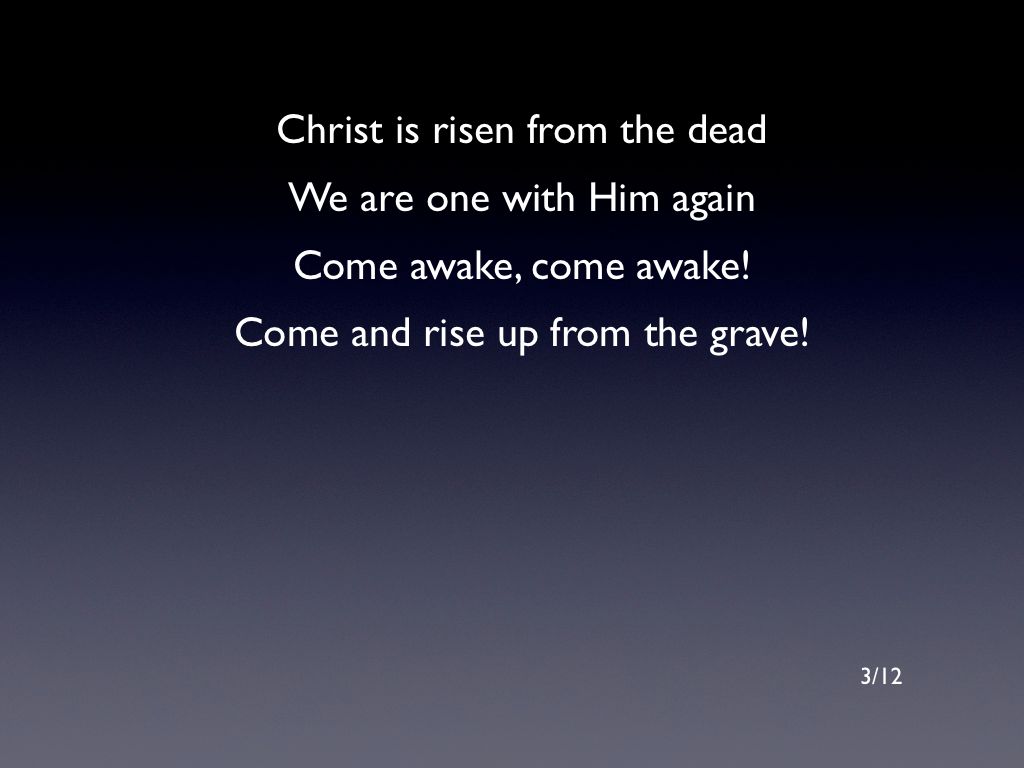 Christ is risen from the dead
We are one with Him again
Come awake, come awake!
Come and rise up from the grave!
3/12